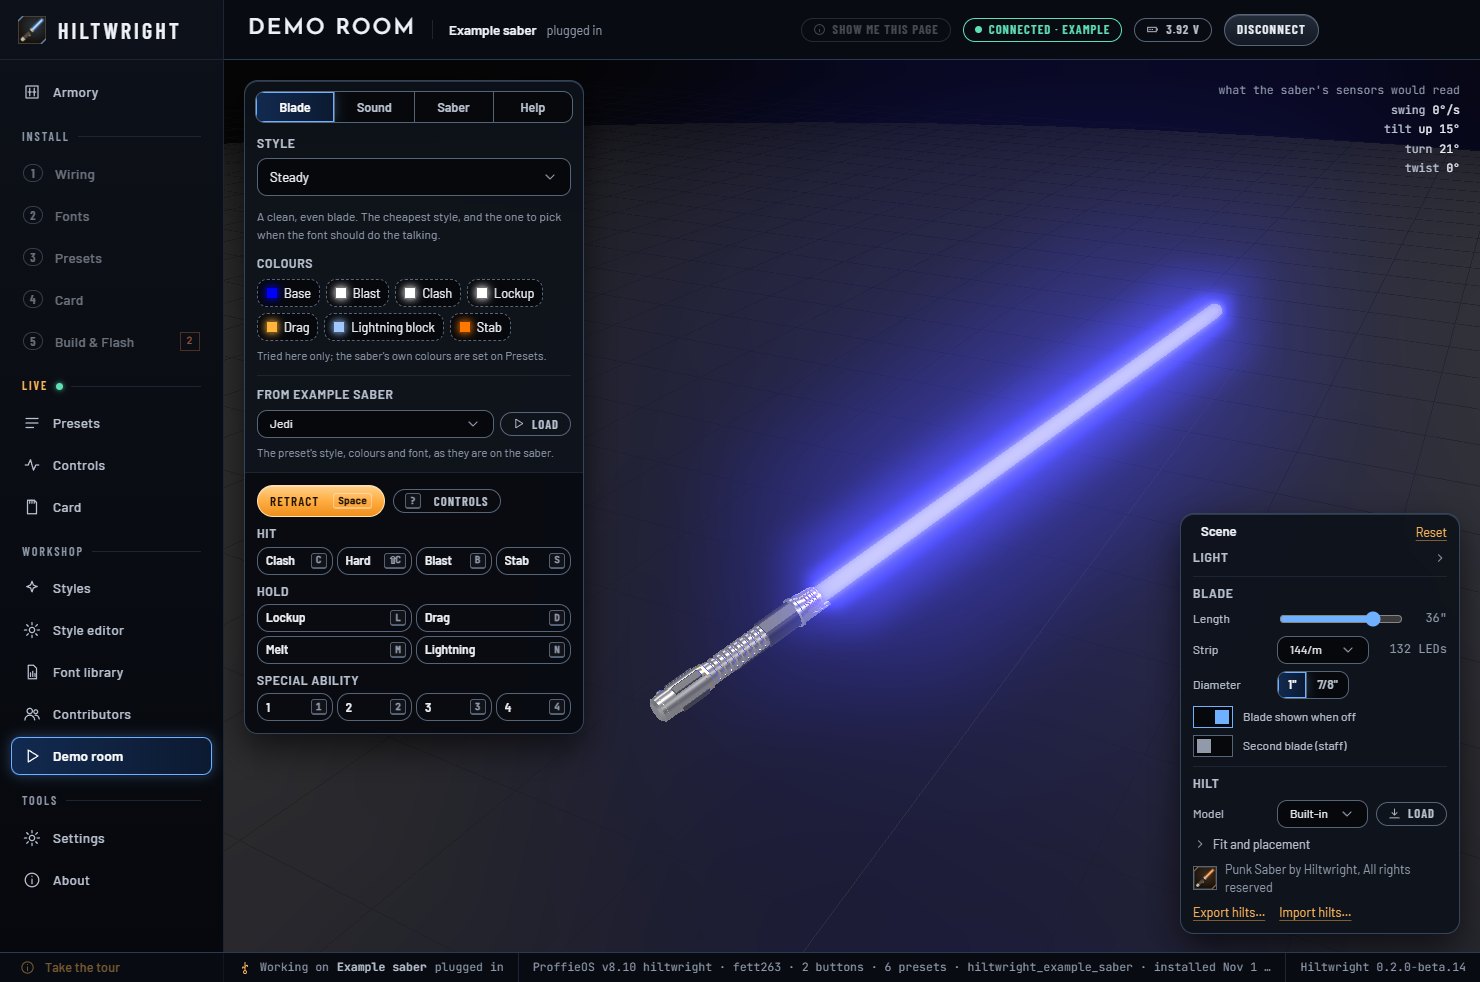 HILTWRIGHT
DEMO ROOM
Example saber plugged in
SHOW ME THIS PAGE
CONNECTED · EXAMPLE
3.92 V
DISCONNECT
Armory
INSTALL
1 Wiring
2 Fonts
3 Presets
4 Card
5 Build & Flash 2
LIVE
Presets
Controls
Card
WORKSHOP
Styles
Style editor
Font library
Contributors
Demo room
TOOLS
Settings
About
Take the tour
Blade Sound Saber Help
STYLE
Steady
A clean, even blade. The cheapest style, and the one to pick
when the font should do the talking.
COLOURS
Base Blast Clash Lockup
Drag Lightning block Stab
Tried here only; the saber's own colours are set on Presets.
FROM EXAMPLE SABER
Jedi LOAD
The preset's style, colours and font, as they are on the saber.
RETRACT Space ? CONTROLS
HIT
Clash C Hard ⇧C Blast B Stab S
HOLD
Lockup L Drag D
Melt M Lightning N
SPECIAL ABILITY
1 1 2 2 3 3 4 4
what the saber's sensors would read
swing 0°/s
tilt up 15°
turn 21°
twist 0°
Scene Reset
LIGHT
BLADE
Length 36"
Strip 144/m 132 LEDs
Diameter 1" 7/8"
Blade shown when off
Second blade (staff)
HILT
Model Built-in LOAD
Fit and placement
Punk Saber by Hiltwright, All rights
reserved
Export hilts... Import hilts...
Working on Example saber plugged in
ProffieOS v8.10 hiltwright · fett263 · 2 buttons · 6 presets · hiltwright_example_saber · installed Nov 1 …
Hiltwright 0.2.0-beta.14